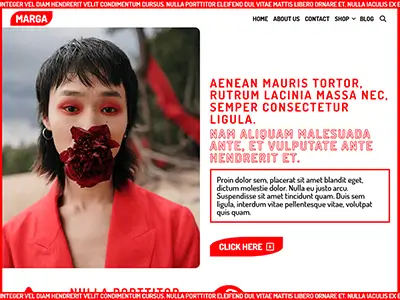 INTEGER VEL DIAM HENDRERIT VELIT CONDIMENTUM CURSUS. NULLA PORTTITOR ELEIFEND DUI, VITAE MATTIS LIBERO ORNARE ET. NULLA IACULIS EX
MARGA
HOME ABOUT US CONTACT SHOP BLOG
AENEAN MAURIS TORTOR,
RUTRUM LACINIA MASSA NEC,
SEMPER CONSECTETUR
LIGULA.
NAM ALIQUAM MALESUADA
ANTE, ET VULPUTATE ANTE
HENDRERIT ET.
Proin dolor sem, placerat sit amet blandit eget,
dictum molestie dolor. Nulla eu justo arcu.
Suspendisse sit amet tincidunt quam. Duis sem
ligula, interdum vitae pellentesque vitae, volutpat
quis quam.
CLICK HERE
NULLA PORTTITOR
INTEGER VEL DIAM HENDRERIT VELIT CONDIMENTUM CURSUS. NULLA PORTTITOR ELEIFEND DUI, VITAE MATTIS LIBERO ORNARE ET. NULLA IACULIS EX